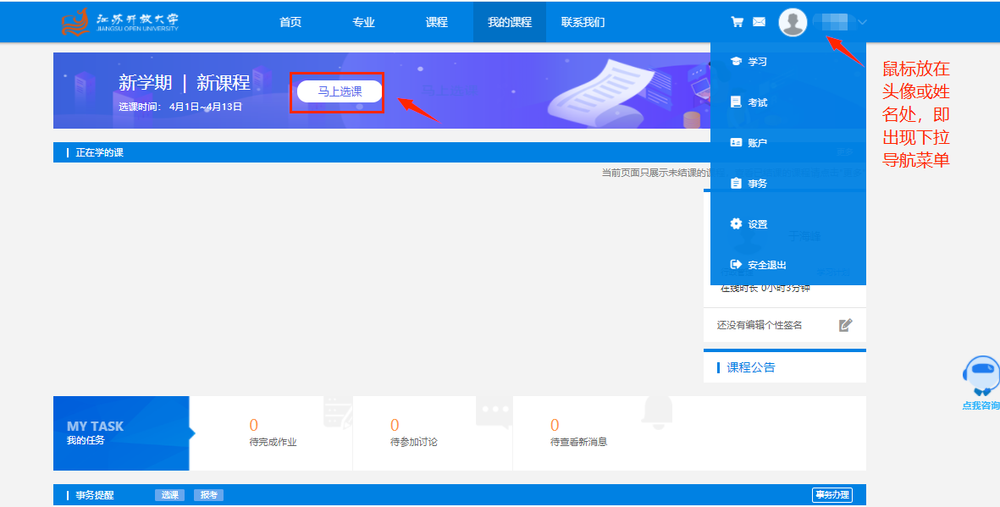 江苏开放大学
JIANGSU OPEN UNIVERSITY
首页 专业 课程 我的课程 联系我们
新学期 | 新课程
选课时间： 4月1日~4月13日
马上选课
学习
考试
账户
事务
设置
安全退出
鼠标放在
头像或姓
名处，即
出现下拉
导航菜单
正在学的课
当前页面只展示未结课的课
在线时长 0小时3分钟
还没有编辑个性签名
课程公告
点我咨询
MY TASK
我的任务
0
待完成作业
0
待参加讨论
0
待查看新消息
事务提醒 选课 报考 事务办理